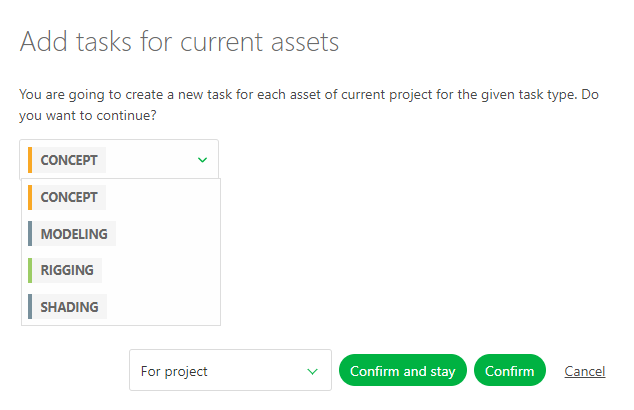 Add tasks for current assets
You are going to create a new task for each asset of current project for the given task type. Do
you want to continue?
CONCEPT
CONCEPT
MODELING
RIGGING
SHADING
For project Confirm and stay Confirm Cancel